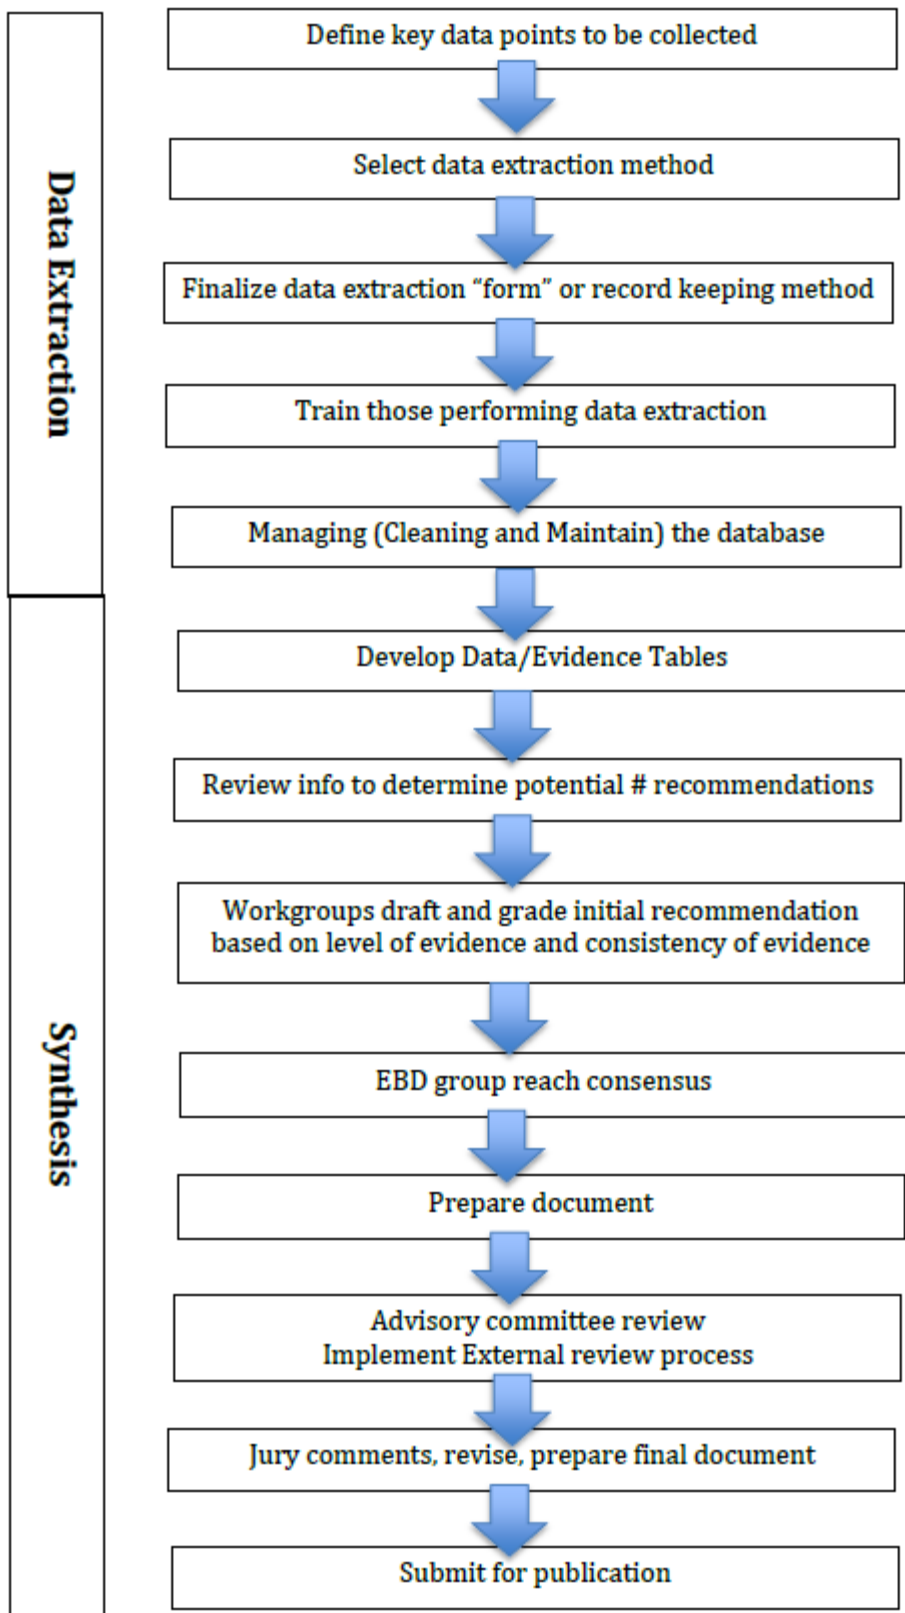 Data Extraction
Define key data points to be collected
Select data extraction method
Finalize data extraction “form” or record keeping method
Train those performing data extraction
Managing (Cleaning and Maintain) the database
Synthesis
Develop Data/Evidence Tables
Review info to determine potential # recommendations
Workgroups draft and grade initial recommendation
based on level of evidence and consistency of evidence
EBD group reach consensus
Prepare document
Advisory committee review
Implement External review process
Jury comments, revise, prepare final document
Submit for publication